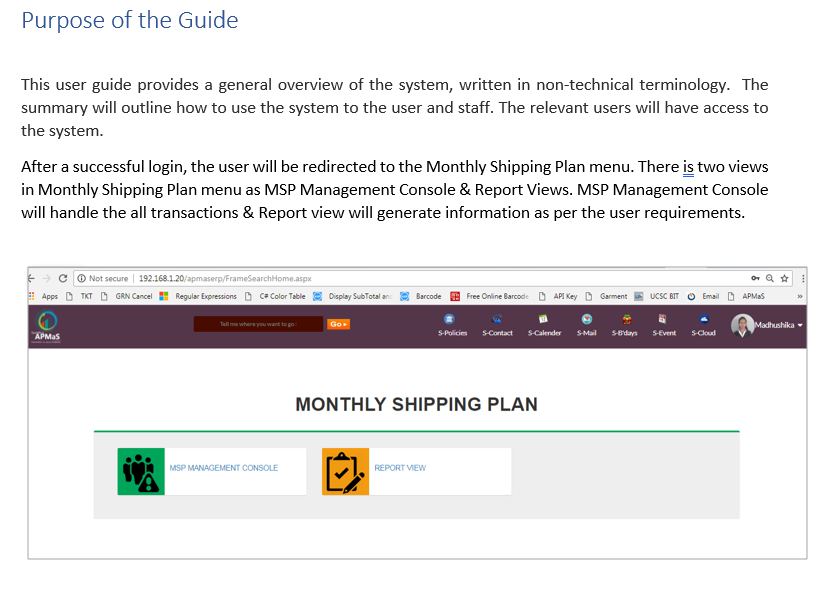 Purpose of the Guide
This user guide provides a general overview of the system, written in non-technical terminology. The
summary will outline how to use the system to the user and staff. The relevant users will have access to
the system.
After a successful login, the user will be redirected to the Monthly Shipping Plan menu. There is two views
in Monthly Shipping Plan menu as MSP Management Console & Report Views. MSP Management Console
will handle the all transactions & Report view will generate information as per the user requirements.
Not secure | 192.168.1.20/apmaserp/FrameSearchHome.aspx
Apps TKT GRN Cancel Regular Expressions C# Color Table Display SubTotal an Barcode Free Online Barcode API Key Garment UCSC BIT Email APMaS »
APMaS
Tell me where you want to go! Go
S-Policies S-Contact S-Calender S-Mail S-B'days S-Event S-Cloud Madhushika
MONTHLY SHIPPING PLAN
MSP MANAGEMENT CONSOLE REPORT VIEW